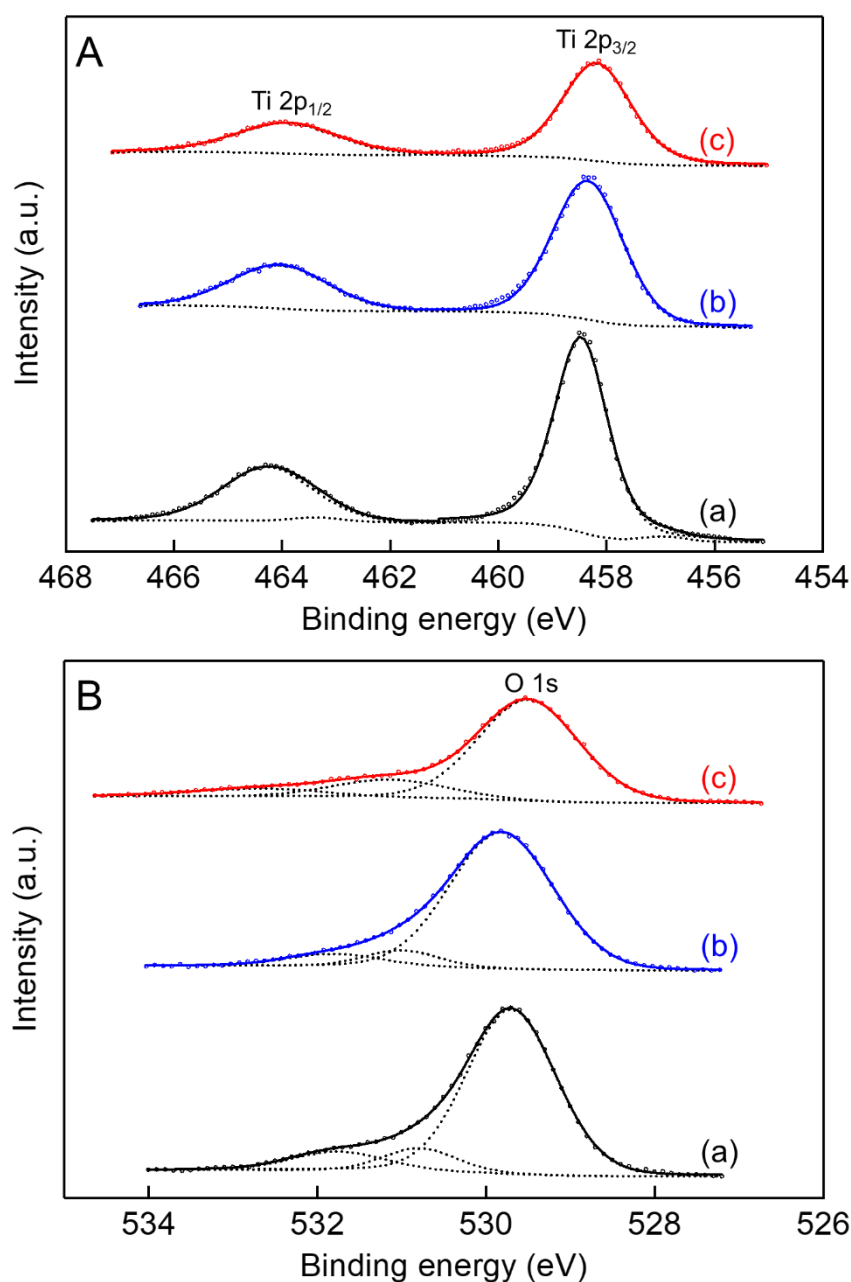 A
Ti 2p3/2
Ti 2p1/2
(c)
(b)
(a)
Intensity (a.u.)
468 466 464 462 460 458 456 454
Binding energy (eV)
B
O 1s
(c)
(b)
(a)
Intensity (a.u.)
534 532 530 528 526
Binding energy (eV)